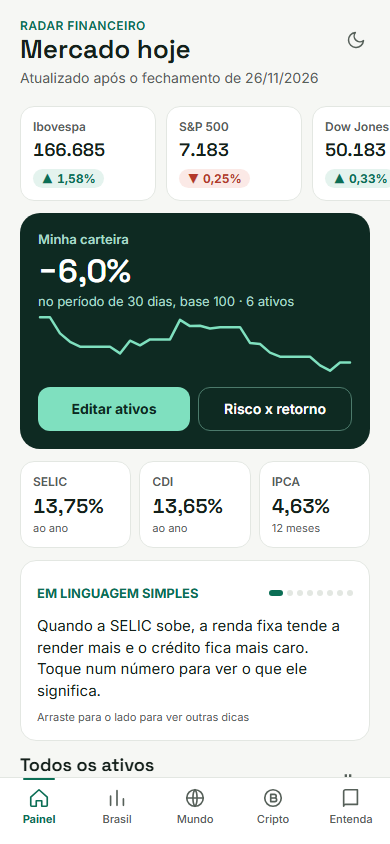 RADAR FINANCEIRO
Mercado hoje
Atualizado após o fechamento de 26/11/2026
Ibovespa
166.685
▲ 1,58%
S&P 500
7.183
▼ 0,25%
Dow Jones
50.183
▲ 0,33%
Minha carteira
−6,0%
no período de 30 dias, base 100 · 6 ativos
Editar ativos
Risco x retorno
SELIC
13,75%
ao ano
CDI
13,65%
ao ano
IPCA
4,63%
12 meses
EM LINGUAGEM SIMPLES
Quando a SELIC sobe, a renda fixa tende a
render mais e o crédito fica mais caro.
Toque num número para ver o que ele
significa.
Arraste para o lado para ver outras dicas
Todos os ativos
Painel
Brasil
Mundo
Cripto
Entenda